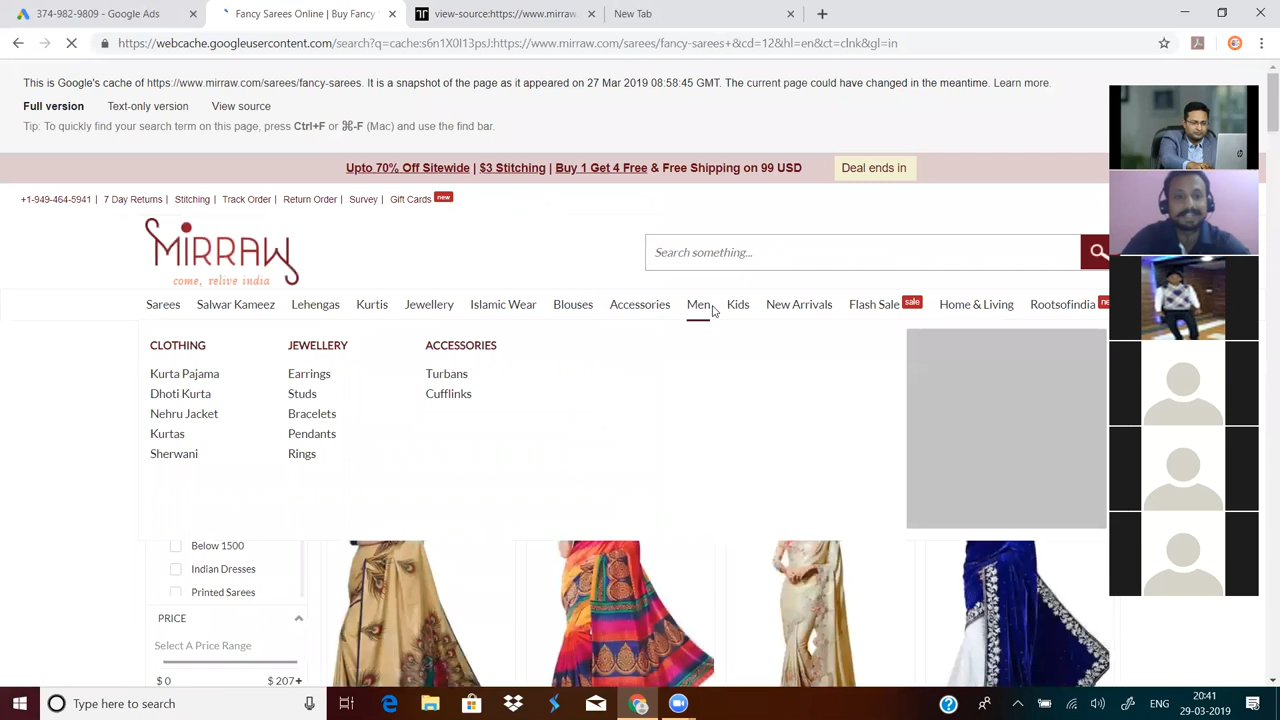 374-982-9809 - Google Ads
Fancy Sarees Online | Buy Fancy
view-source:https://www.mirraw.
New Tab
https://webcache.googleusercontent.com/search?q=cache:s6n1X0I13psJ:https://www.mirraw.com/sarees/fancy-sarees+&cd=12&hl=en&ct=clnk&gl=in
This is Google's cache of https://www.mirraw.com/sarees/fancy-sarees. It is a snapshot of the page as it appeared on 27 Mar 2019 08:58:45 GMT. The current page could have changed in the meantime. Learn more.
Full version Text-only version View source
Tip: To quickly find your search term on this page, press Ctrl+F or ⌘-F (Mac) and use the find bar.
Upto 70% Off Sitewide | $3 Stitching | Buy 1 Get 4 Free & Free Shipping on 99 USD Deal ends in
+1-949-464-5941 | 7 Day Returns | Stitching | Track Order | Return Order | Survey | Gift Cards new
MIRRAW
come, relive india
Search something...
Sarees Salwar Kameez Lehengas Kurtis Jewellery Islamic Wear Blouses Accessories Men Kids New Arrivals Flash Sale sale Home & Living Rootsofindia
CLOTHING JEWELLERY ACCESSORIES
Kurta Pajama Earrings Turbans
Dhoti Kurta Studs Cufflinks
Nehru Jacket Bracelets
Kurtas Pendants
Sherwani Rings
Below 1500
Indian Dresses
Printed Sarees
PRICE
Select A Price Range
$ 0 $ 207+
Type here to search
ENG
20:41
29-03-2019